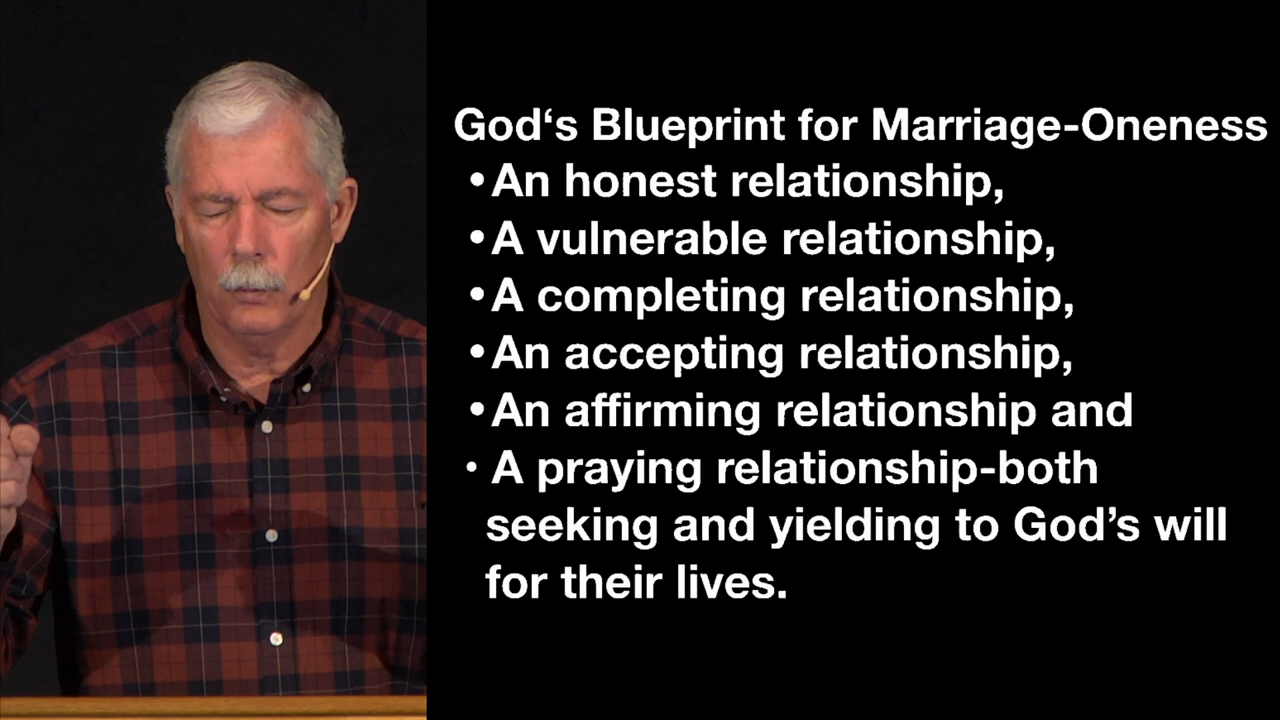 God‘s Blueprint for Marriage-Oneness
•An honest relationship,
•A vulnerable relationship,
•A completing relationship,
•An accepting relationship,
•An affirming relationship and
• A praying relationship-both
seeking and yielding to God’s will
for their lives.